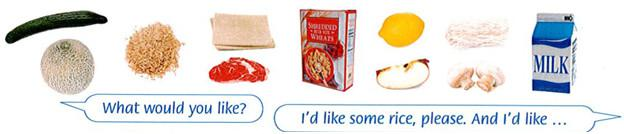 SHREDDED
WHEATS
MILK
What would you like?
I'd like some rice, please. And I'd like ...